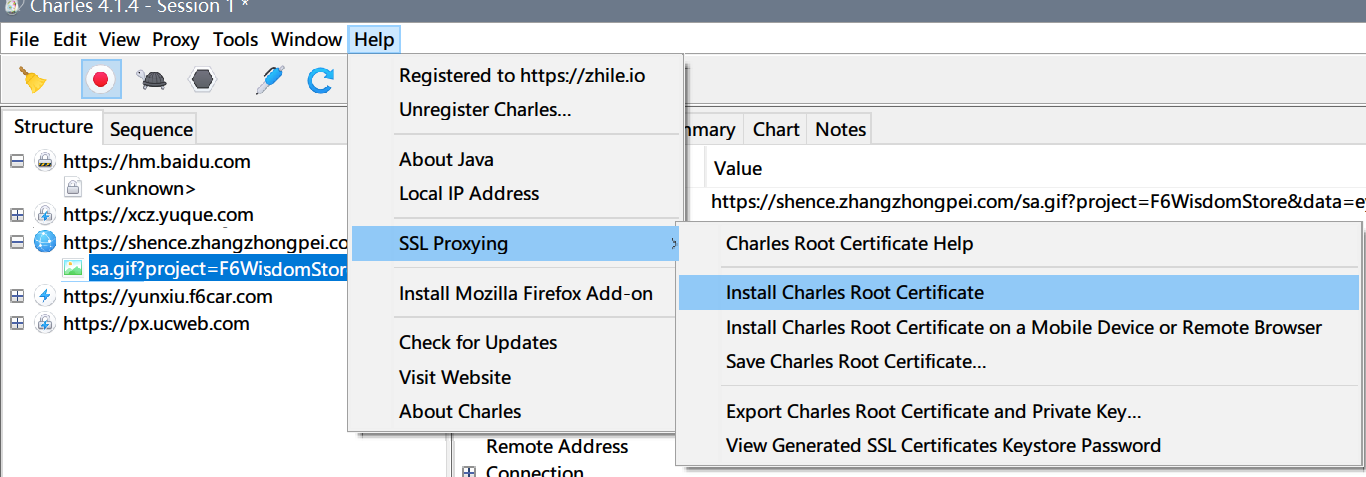 Charles 4.1.4 - Session 1 *
File Edit View Proxy Tools Window Help
Registered to https://zhile.io
Unregister Charles...
About Java
Local IP Address
SSL Proxying
Install Mozilla Firefox Add-on
Check for Updates
Visit Website
About Charles
Charles Root Certificate Help
Install Charles Root Certificate
Install Charles Root Certificate on a Mobile Device or Remote Browser
Save Charles Root Certificate...
Export Charles Root Certificate and Private Key...
View Generated SSL Certificates Keystore Password
Structure Sequence
https://hm.baidu.com
<unknown>
https://xcz.yuque.com
https://shence.zhangzhongpei.co
sa.gif?project=F6WisdomStore
https://yunxiu.f6car.com
https://px.ucweb.com
mmary Chart Notes
Value
https://shence.zhangzhongpei.com/sa.gif?project=F6WisdomStore&data=ey
Remote Address
Connection